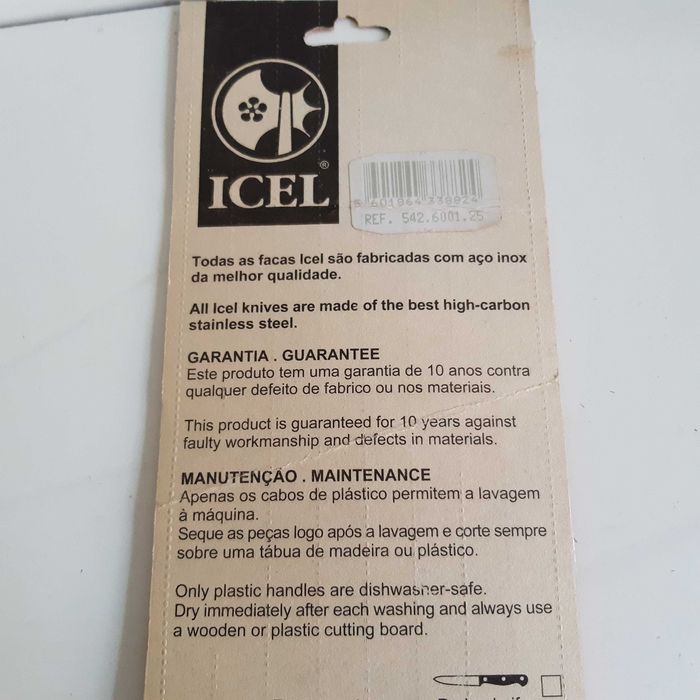 ICEL
®
5 601864 338924
REF. 542.6001.25
Todas as facas Icel são fabricadas com aço inox
da melhor qualidade.
All Icel knives are made of the best high-carbon
stainless steel.
GARANTIA . GUARANTEE
Este produto tem uma garantia de 10 anos contra
qualquer defeito de fabrico ou nos materiais.
This product is guaranteed for 10 years against
faulty workmanship and defects in materials.
MANUTENÇÃO . MAINTENANCE
Apenas os cabos de plástico permitem a lavagem
à máquina.
Seque as peças logo após a lavagem e corte sempre
sobre uma tábua de madeira ou plástico.
Only plastic handles are dishwasher-safe.
Dry immediately after each washing and always use
a wooden or plastic cutting board.